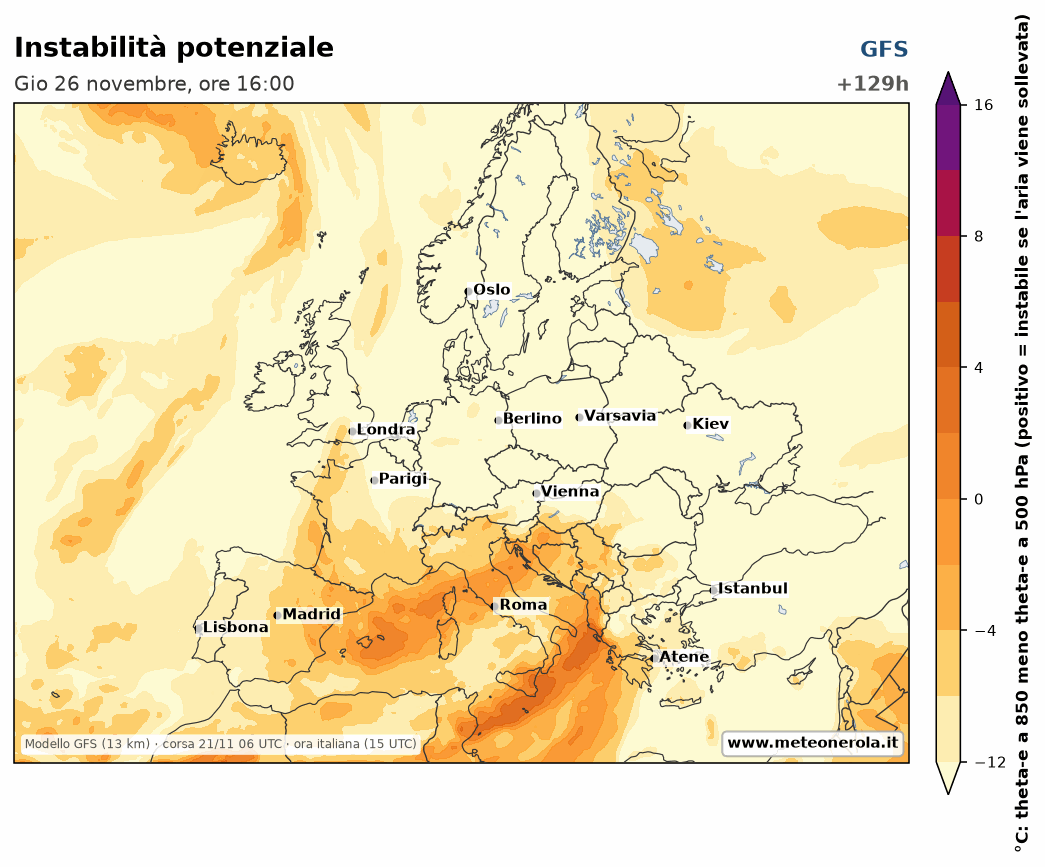 Instabilità potenziale
GFS
Gio 26 novembre, ore 16:00
+129h
Oslo
Berlino
Varsavia
Kiev
Londra
Parigi
Vienna
Istanbul
Roma
Madrid
Lisbona
Atene
Modello GFS (13 km) · corsa 21/11 06 UTC · ora italiana (15 UTC)
www.meteonerola.it
16
8
4
0
−4
−12
°C: theta-e a 850 meno theta-e a 500 hPa (positivo = instabile se l'aria viene sollevata)